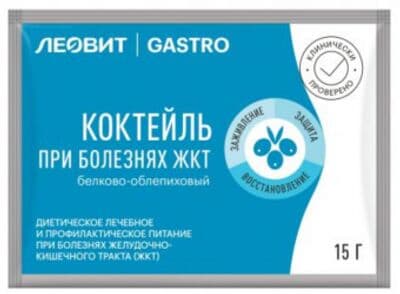 ЛЕОВИТ | GASTRO
КЛИНИЧЕСКИ
ПРОВЕРЕНО
КОКТЕЙЛЬ
ПРИ БОЛЕЗНЯХ ЖКТ
белково-облепиховый
ЗАЖИВЛЕНИЕ
ЗАЩИТА
ВОССТАНОВЛЕНИЕ
ДИЕТИЧЕСКОЕ ЛЕЧЕБНОЕ
И ПРОФИЛАКТИЧЕСКОЕ ПИТАНИЕ
ПРИ БОЛЕЗНЯХ ЖЕЛУДОЧНО-
КИШЕЧНОГО ТРАКТА (ЖКТ)
15 Г